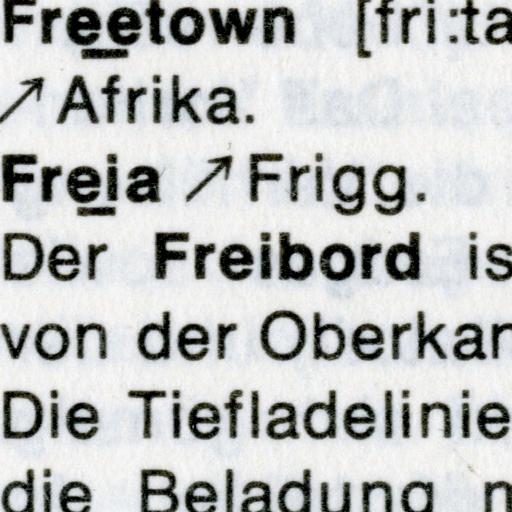 Freetown [fri:ta
↗ Afrika.
Freia ↗ Frigg.
Der Freibord is
von der Oberkan
Die Tiefladelinie
die Beladung m